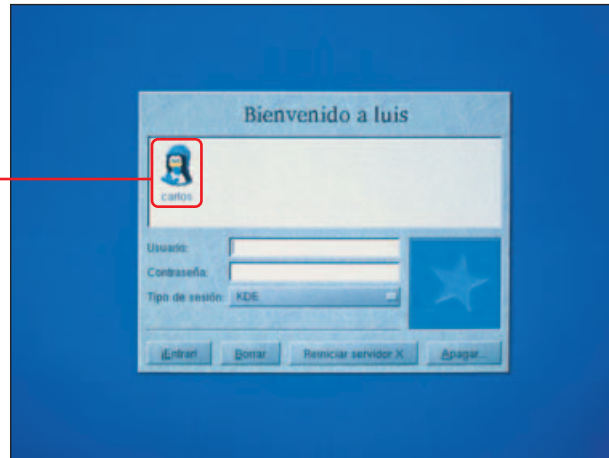 Bienvenido a luis
carlos
Usuario:
Contraseña:
Tipo de sesión: KDE
¡Entrar! Borrar Reiniciar servidor X Apagar...